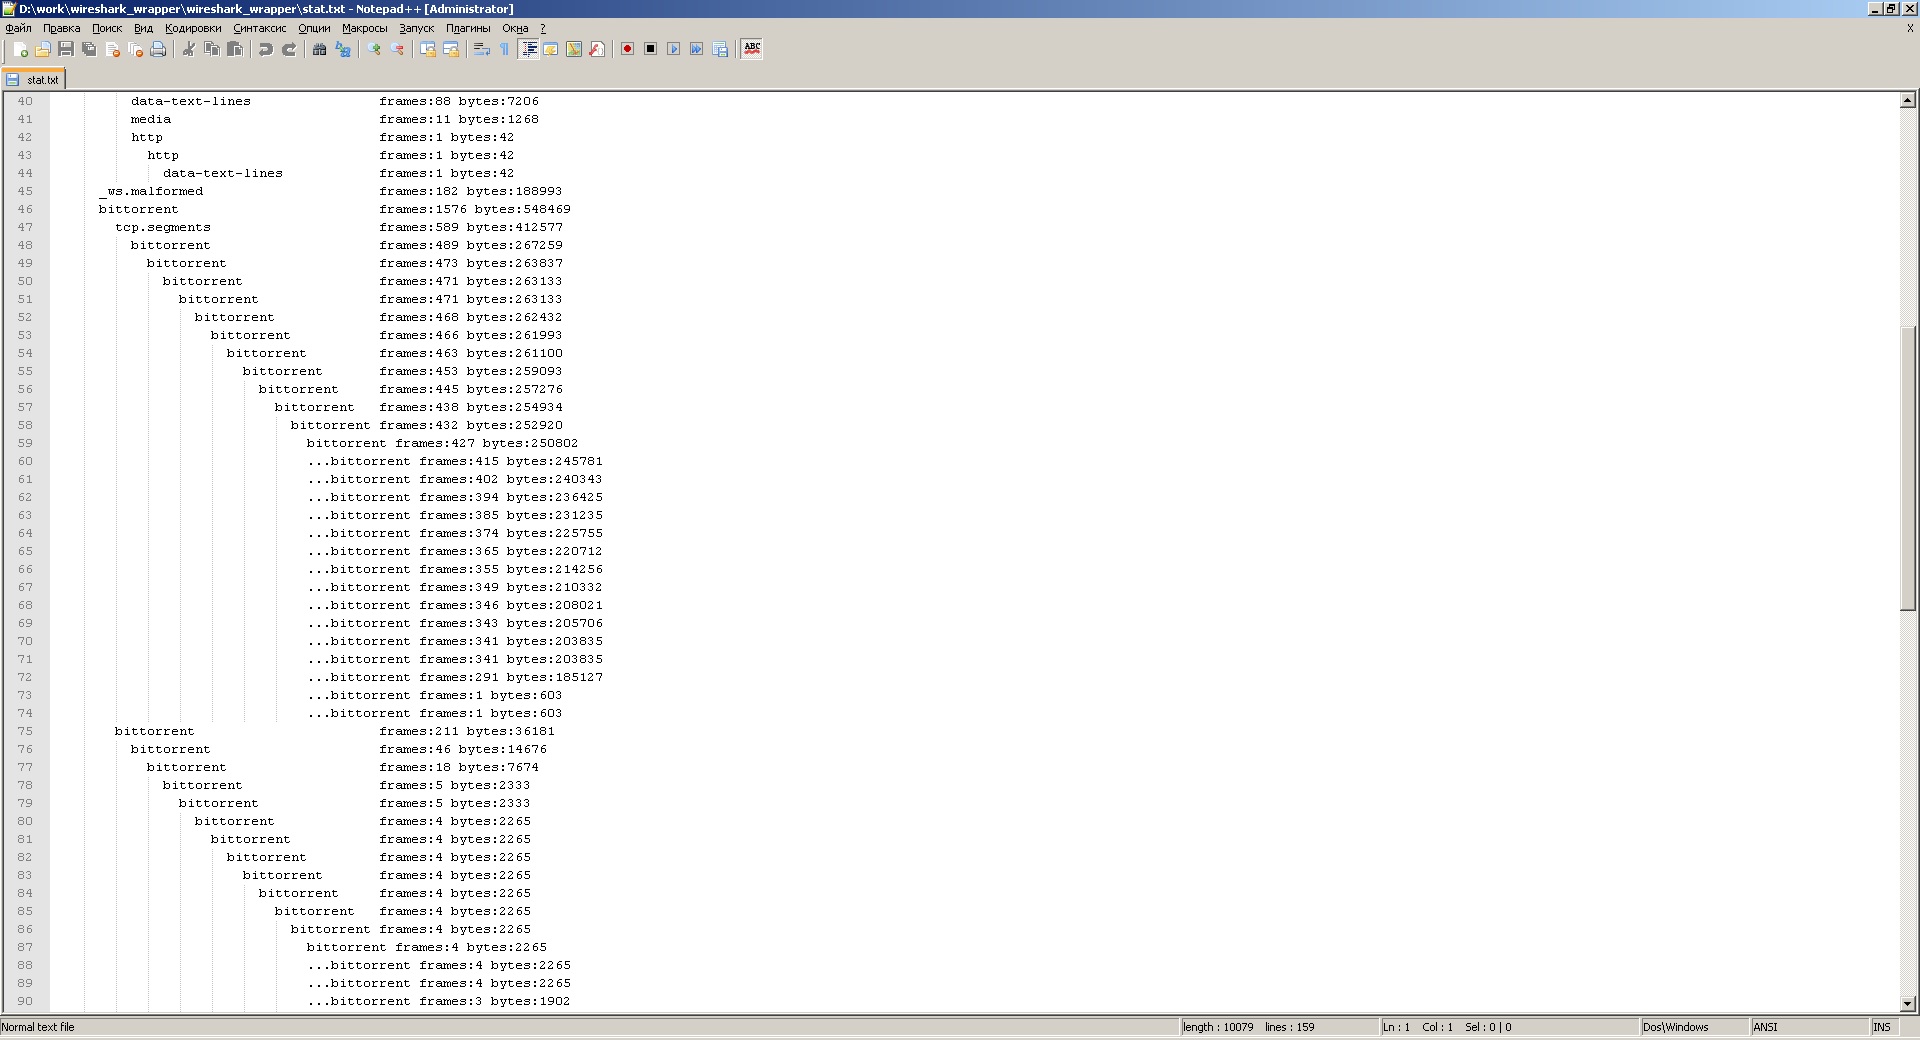 D:\work\wireshark_wrapper\wireshark_wrapper\stat.txt - Notepad++ [Administrator]
Файл Правка Поиск Вид Кодировки Синтаксис Опции Макросы Запуск Плагины Окна ? X
ABC
stat.txt
40 data-text-lines frames:88 bytes:7206
41 media frames:11 bytes:1268
42 http frames:1 bytes:42
43 http frames:1 bytes:42
44 data-text-lines frames:1 bytes:42
45 _ws.malformed frames:182 bytes:188993
46 bittorrent frames:1576 bytes:548469
47 tcp.segments frames:589 bytes:412577
48 bittorrent frames:489 bytes:267259
49 bittorrent frames:473 bytes:263837
50 bittorrent frames:471 bytes:263133
51 bittorrent frames:471 bytes:263133
52 bittorrent frames:468 bytes:262432
53 bittorrent frames:466 bytes:261993
54 bittorrent frames:463 bytes:261100
55 bittorrent frames:453 bytes:259093
56 bittorrent frames:445 bytes:257276
57 bittorrent frames:438 bytes:254934
58 bittorrent frames:432 bytes:252920
59 bittorrent frames:427 bytes:250802
60 ...bittorrent frames:415 bytes:245781
61 ...bittorrent frames:402 bytes:240343
62 ...bittorrent frames:394 bytes:236425
63 ...bittorrent frames:385 bytes:231235
64 ...bittorrent frames:374 bytes:225755
65 ...bittorrent frames:365 bytes:220712
66 ...bittorrent frames:355 bytes:214256
67 ...bittorrent frames:349 bytes:210332
68 ...bittorrent frames:346 bytes:208021
69 ...bittorrent frames:343 bytes:205706
70 ...bittorrent frames:341 bytes:203835
71 ...bittorrent frames:341 bytes:203835
72 ...bittorrent frames:291 bytes:185127
73 ...bittorrent frames:1 bytes:603
74 ...bittorrent frames:1 bytes:603
75 bittorrent frames:211 bytes:36181
76 bittorrent frames:46 bytes:14676
77 bittorrent frames:18 bytes:7674
78 bittorrent frames:5 bytes:2333
79 bittorrent frames:5 bytes:2333
80 bittorrent frames:4 bytes:2265
81 bittorrent frames:4 bytes:2265
82 bittorrent frames:4 bytes:2265
83 bittorrent frames:4 bytes:2265
84 bittorrent frames:4 bytes:2265
85 bittorrent frames:4 bytes:2265
86 bittorrent frames:4 bytes:2265
87 bittorrent frames:4 bytes:2265
88 ...bittorrent frames:4 bytes:2265
89 ...bittorrent frames:4 bytes:2265
90 ...bittorrent frames:3 bytes:1902
Normal text file length : 10079 lines : 159 Ln : 1 Col : 1 Sel : 0 | 0 Dos\Windows ANSI INS